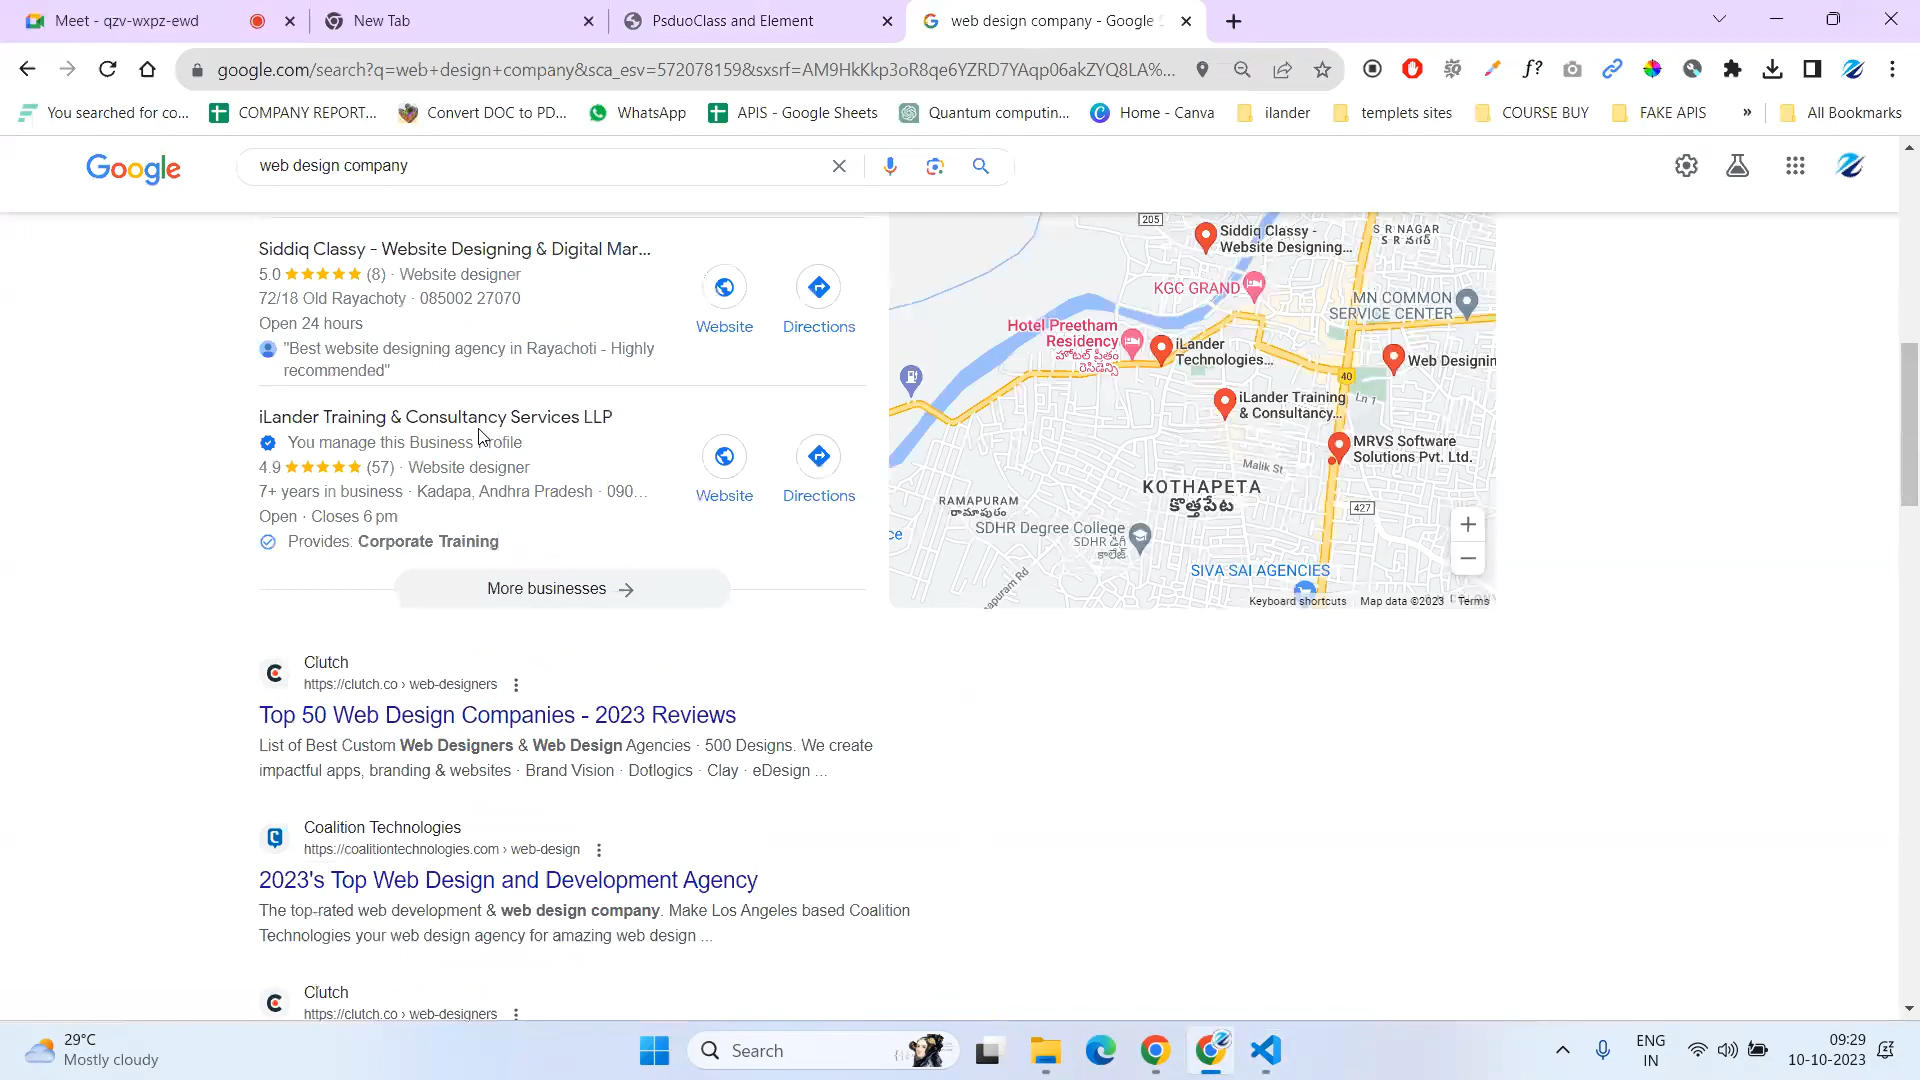 Meet - qzv-wxpz-ewd
New Tab
PsduoClass and Element
web design company - Google
google.com/search?q=web+design+company&sca_esv=572078159&sxsrf=AM9HkKkp3oR8qe6YZRD7YAqp06akZYQ8LA%...
You searched for co...
COMPANY REPORT...
Convert DOC to PD...
WhatsApp
APIS - Google Sheets
Quantum computin...
Home - Canva
ilander
templets sites
COURSE BUY
FAKE APIS
»
All Bookmarks
Google
web design company
Siddiq Classy - Website Designing & Digital Mar...
5.0 (8) · Website designer
72/18 Old Rayachoty · 085002 27070
Open 24 hours
"Best website designing agency in Rayachoti - Highly
recommended"
Website
Directions
iLander Training & Consultancy Services LLP
You manage this Business Profile
4.9 (57) · Website designer
7+ years in business · Kadapa, Andhra Pradesh · 090...
Open · Closes 6 pm
Provides: Corporate Training
Website
Directions
More businesses
205
Siddiq Classy -
Website Designing...
S R NAGAR
S R నగర్
KGC GRAND
MN COMMON
SERVICE CENTER
Hotel Preetham
Residency
హోటల్ ప్రీతం
రెసిడెన్సి
iLander
Technologies...
Web Designin
40
Ln 1
iLander Training
& Consultancy...
MRVS Software
Solutions Pvt. Ltd.
Malik St
KOTHAPETA
కొత్తపేట
427
RAMAPURAM
రామాపురం
SDHR Degree College
SDHR డిగ్రీ
కాలేజ్
ce
SIVA SAI AGENCIES
apuram Rd
Keyboard shortcuts
Map data ©2023
Terms
Clutch
https://clutch.co › web-designers
Top 50 Web Design Companies - 2023 Reviews
List of Best Custom Web Designers & Web Design Agencies · 500 Designs. We create
impactful apps, branding & websites · Brand Vision · Dotlogics · Clay · eDesign ...
Coalition Technologies
https://coalitiontechnologies.com › web-design
2023's Top Web Design and Development Agency
The top-rated web development & web design company. Make Los Angeles based Coalition
Technologies your web design agency for amazing web design ...
Clutch
https://clutch.co › web-designers
29°C
Mostly cloudy
Search
ENG
IN
09:29
10-10-2023